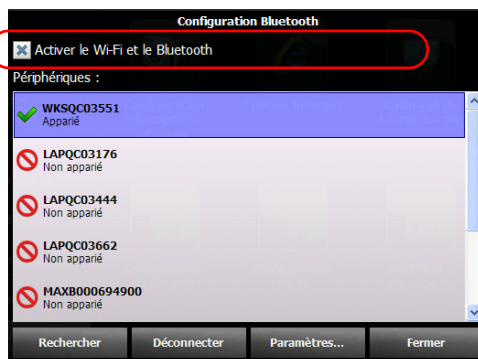 Configuration Bluetooth
Activer le Wi-Fi et le Bluetooth
Périphériques :
WKSQC03551
Apparié
LAPQC03176
Non apparié
LAPQC03444
Non apparié
LAPQC03662
Non apparié
MAXB000694900
Non apparié
Rechercher Déconnecter Paramètres... Fermer